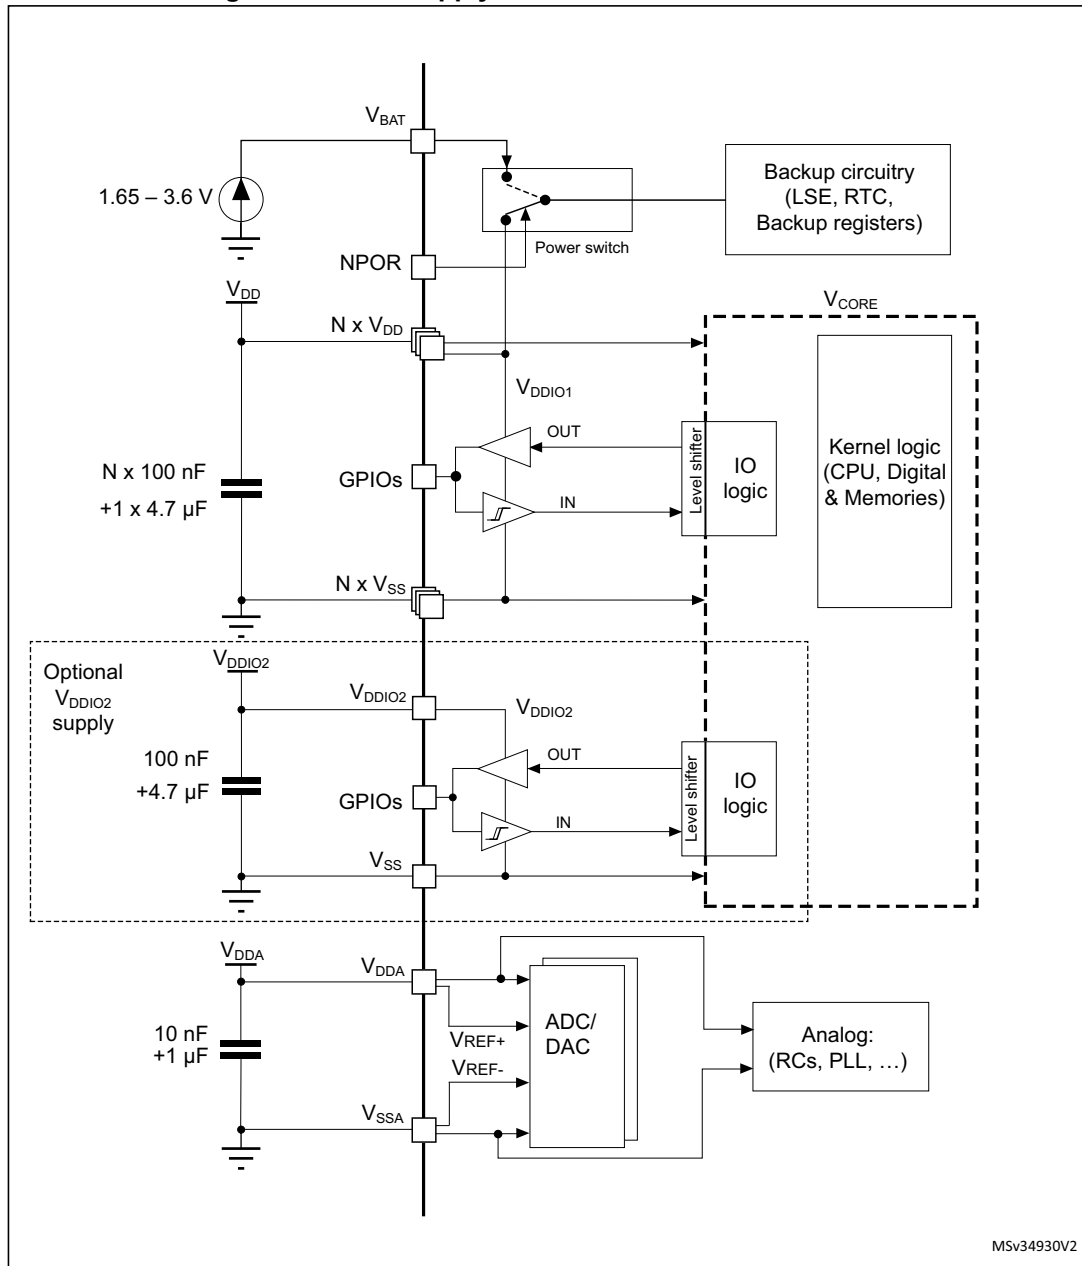 V_BAT
1.65 – 3.6 V
Backup circuitry
(LSE, RTC,
Backup registers)
Power switch
NPOR
V_DD
N x V_DD
V_CORE
V_DDIO1
OUT
GPIOs
IN
Level shifter
IO
logic
Kernel logic
(CPU, Digital
& Memories)
N x 100 nF
+1 x 4.7 µF
N x V_SS
Optional
V_DDIO2
supply
V_DDIO2
V_DDIO2
V_DDIO2
100 nF
+4.7 µF
OUT
GPIOs
IN
Level shifter
IO
logic
V_SS
V_DDA
V_DDA
10 nF
+1 µF
VREF+
VREF-
ADC/
DAC
Analog:
(RCs, PLL, …)
V_SSA
MSv34930V2